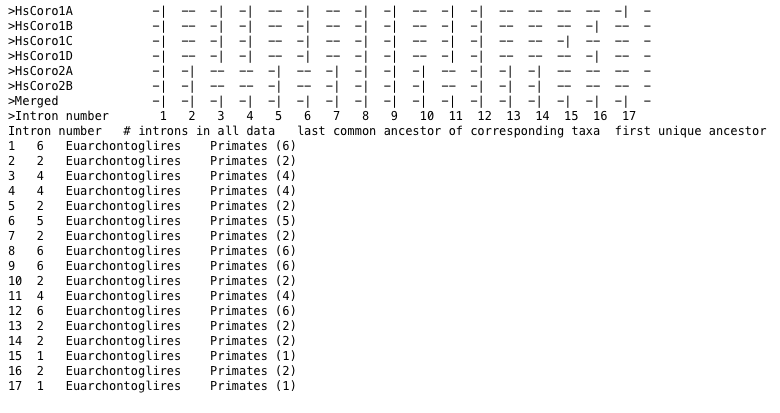 >HsCoro1A -| -- -| -| -- -| -- -| -| -- -| -| -- -- -- -- -| -
>HsCoro1B -| -- -| -| -- -| -- -| -| -- -| -| -- -- -- -| -- -
>HsCoro1C -| -- -| -| -- -| -- -| -| -- -| -| -- -- -| -- -- -
>HsCoro1D -| -- -| -| -- -| -- -| -| -- -| -| -- -- -- -| -- -
>HsCoro2A -| -| -- -- -| -- -| -| -| -| -- -| -| -| -- -- -- -
>HsCoro2B -| -| -- -- -| -| -| -| -| -| -- -| -| -| -- -- -- -
>Merged -| -| -| -| -| -| -| -| -| -| -| -| -| -| -| -| -| -
>Intron number 1 2 3 4 5 6 7 8 9 10 11 12 13 14 15 16 17
Intron number # introns in all data last common ancestor of corresponding taxa first unique ancestor
1 6 Euarchontoglires Primates (6)
2 2 Euarchontoglires Primates (2)
3 4 Euarchontoglires Primates (4)
4 4 Euarchontoglires Primates (4)
5 2 Euarchontoglires Primates (2)
6 5 Euarchontoglires Primates (5)
7 2 Euarchontoglires Primates (2)
8 6 Euarchontoglires Primates (6)
9 6 Euarchontoglires Primates (6)
10 2 Euarchontoglires Primates (2)
11 4 Euarchontoglires Primates (4)
12 6 Euarchontoglires Primates (6)
13 2 Euarchontoglires Primates (2)
14 2 Euarchontoglires Primates (2)
15 1 Euarchontoglires Primates (1)
16 2 Euarchontoglires Primates (2)
17 1 Euarchontoglires Primates (1)